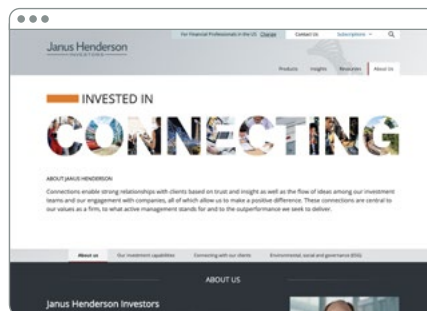 For Financial Professionals in the US Change
Contact Us
Subscriptions
Janus Henderson
INVESTORS
Products
Insights
Resources
About Us
INVESTED IN
CONNECTING
ABOUT JANUS HENDERSON
Connections enable strong relationships with clients based on trust and insight as well as the flow of ideas among our investment
teams and our engagement with companies, all of which allow us to make a positive difference. These connections are central to
our values as a firm, to what active management stands for and to the outperformance we seek to deliver.
About us
Our investment capabilities
Connecting with our clients
Environmental, social and governance (ESG)
ABOUT US
Janus Henderson Investors